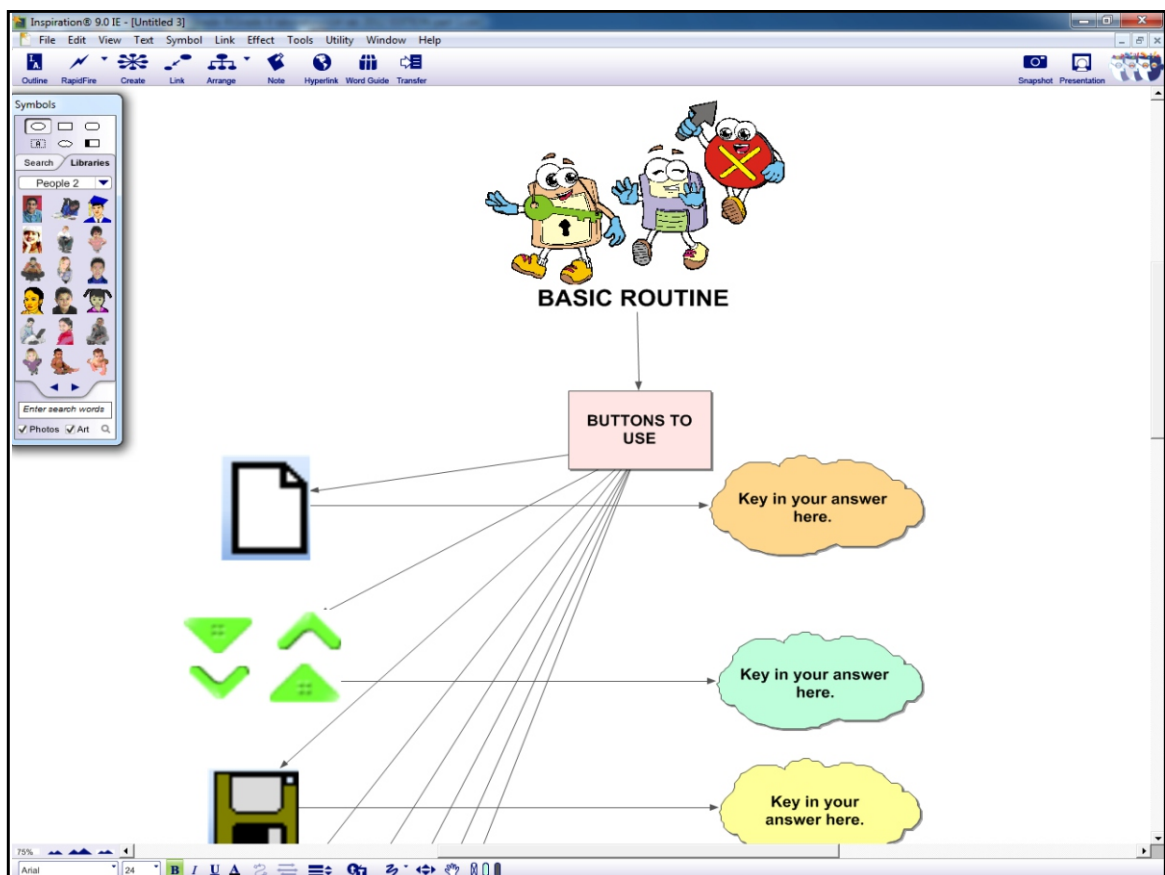 Inspiration® 9.0 IE - [Untitled 3]
File Edit View Text Symbol Link Effect Tools Utility Window Help
Outline RapidFire Create Link Arrange Note Hyperlink Word Guide Transfer Snapshot Presentation
Symbols
A
Search Libraries
People 2
Enter search words
Photos Art
BASIC ROUTINE
BUTTONS TO
USE
Key in your answer
here.
Key in your answer
here.
Key in your
answer here.
75%
Arial 24 B I U A